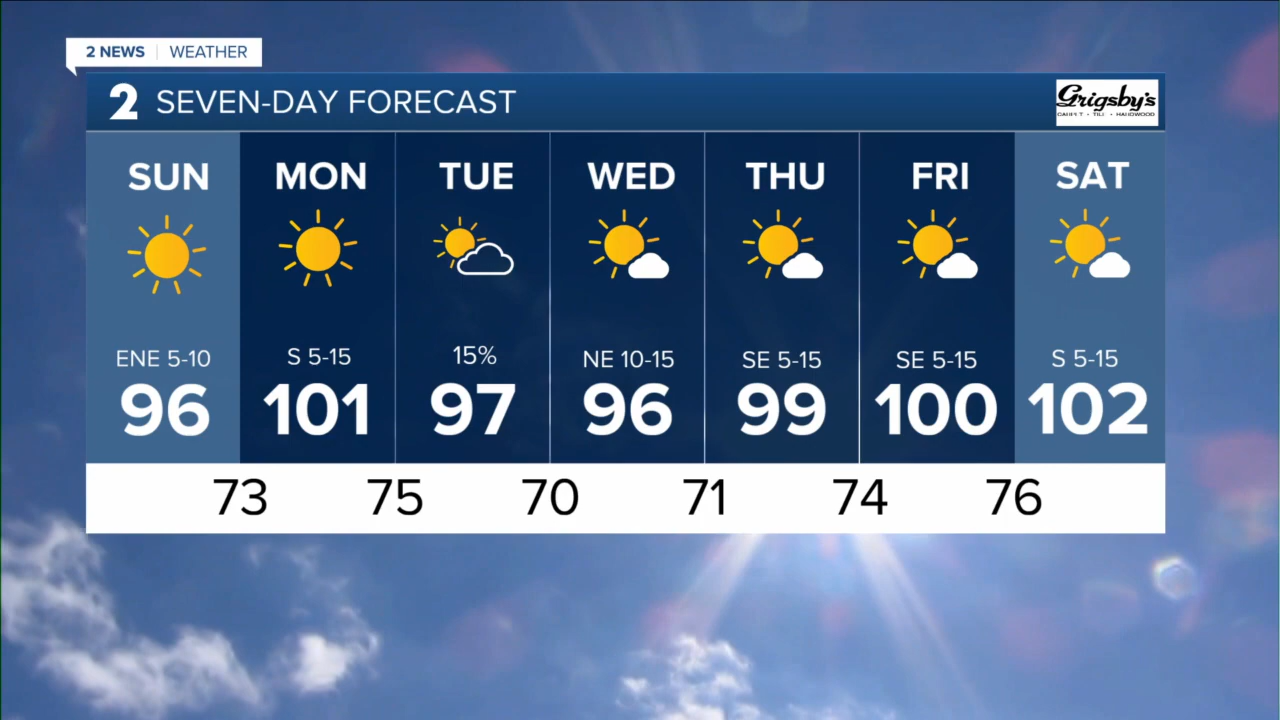 2 NEWS WEATHER
2 SEVEN-DAY FORECAST
Grigsby's
SUN MON TUE WED THU FRI SAT
ENE 5-10 S 5-15 15% NE 10-15 SE 5-15 SE 5-15 S 5-15
96 101 97 96 99 100 102
73 75 70 71 74 76